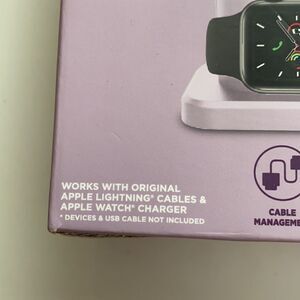 WORKS WITH ORIGINAL
APPLE LIGHTNING® CABLES &
APPLE WATCH® CHARGER
* DEVICES & USB CABLE NOT INCLUDED
CABLE
MANAGEME